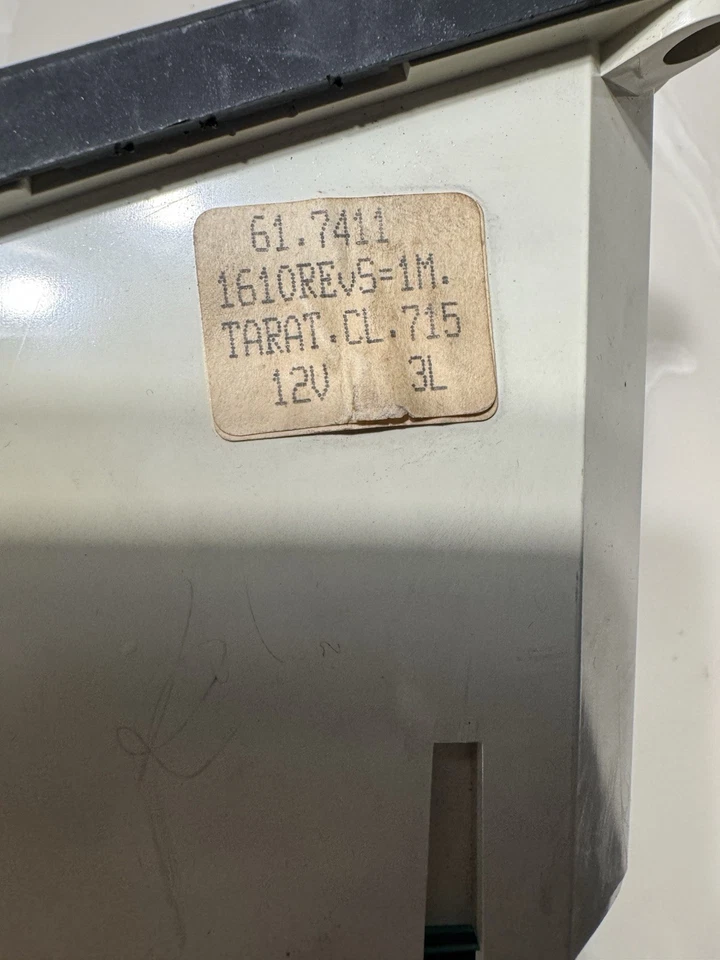 61.7411
1610REvS=1M.
TARAT.CL.715
12V 3L